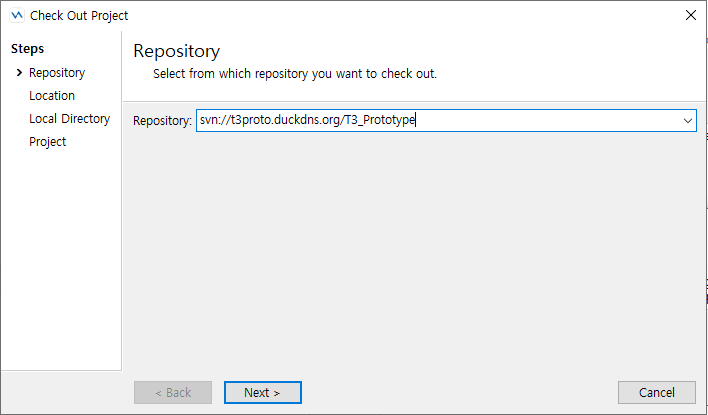 Check Out Project
Steps
Repository
Location
Local Directory
Project
Repository
Select from which repository you want to check out.
Repository: svn://t3proto.duckdns.org/T3_Prototype
< Back
Next >
Cancel